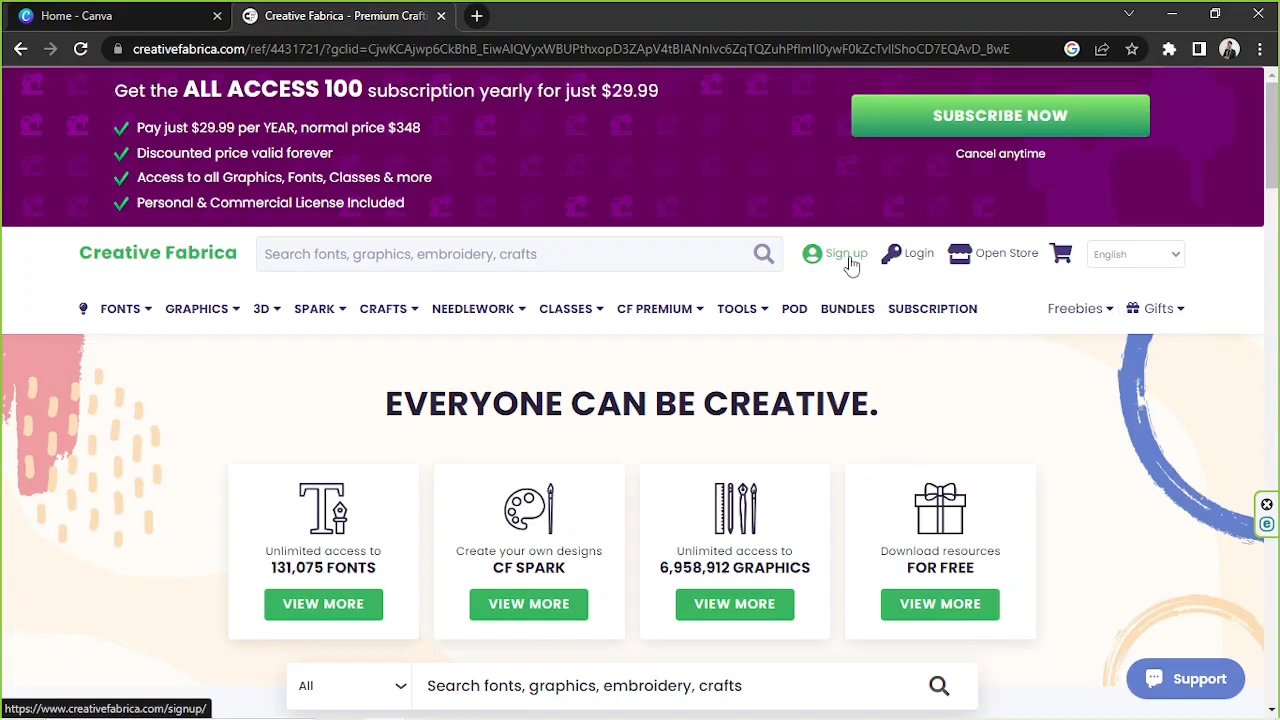 Home - Canva
Creative Fabrica - Premium Crafti
creativefabrica.com/ref/4431721/?gclid=CjwKCAjwp6CkBhB_EiwAlQVyxWBUPthxopD3ZApV4tBIANnIvc6ZqTQZuhPfImIl0ywF0kZcTvlIShoCD7EQAvD_BwE
Get the ALL ACCESS 100 subscription yearly for just $29.99
Pay just $29.99 per YEAR, normal price $348
Discounted price valid forever
Access to all Graphics, Fonts, Classes & more
Personal & Commercial License Included
SUBSCRIBE NOW
Cancel anytime
Creative Fabrica
Search fonts, graphics, embroidery, crafts
Sign up
Login
Open Store
English
FONTS
GRAPHICS
3D
SPARK
CRAFTS
NEEDLEWORK
CLASSES
CF PREMIUM
TOOLS
POD
BUNDLES
SUBSCRIPTION
Freebies
Gifts
EVERYONE CAN BE CREATIVE.
Unlimited access to
131,075 FONTS
VIEW MORE
Create your own designs
CF SPARK
VIEW MORE
Unlimited access to
6,958,912 GRAPHICS
VIEW MORE
Download resources
FOR FREE
VIEW MORE
All
Search fonts, graphics, embroidery, crafts
Support
https://www.creativefabrica.com/signup/